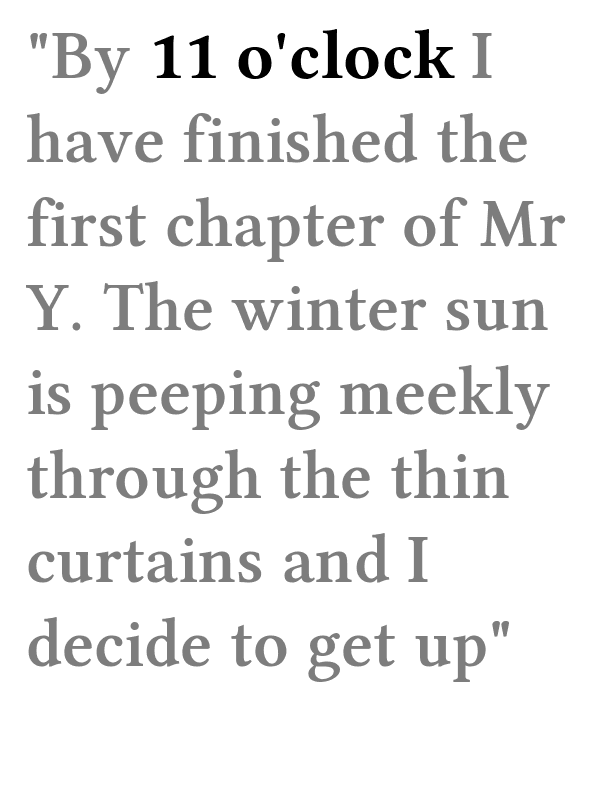 "By 11 o'clock I
have finished the
first chapter of Mr
Y. The winter sun
is peeping meekly
through the thin
curtains and I
decide to get up"